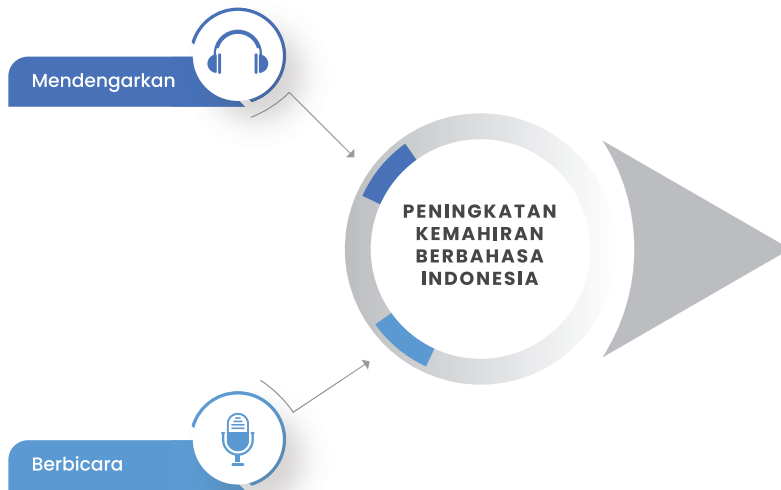 Mendengarkan
PENINGKATAN
KEMAHIRAN
BERBAHASA
INDONESIA
Berbicara